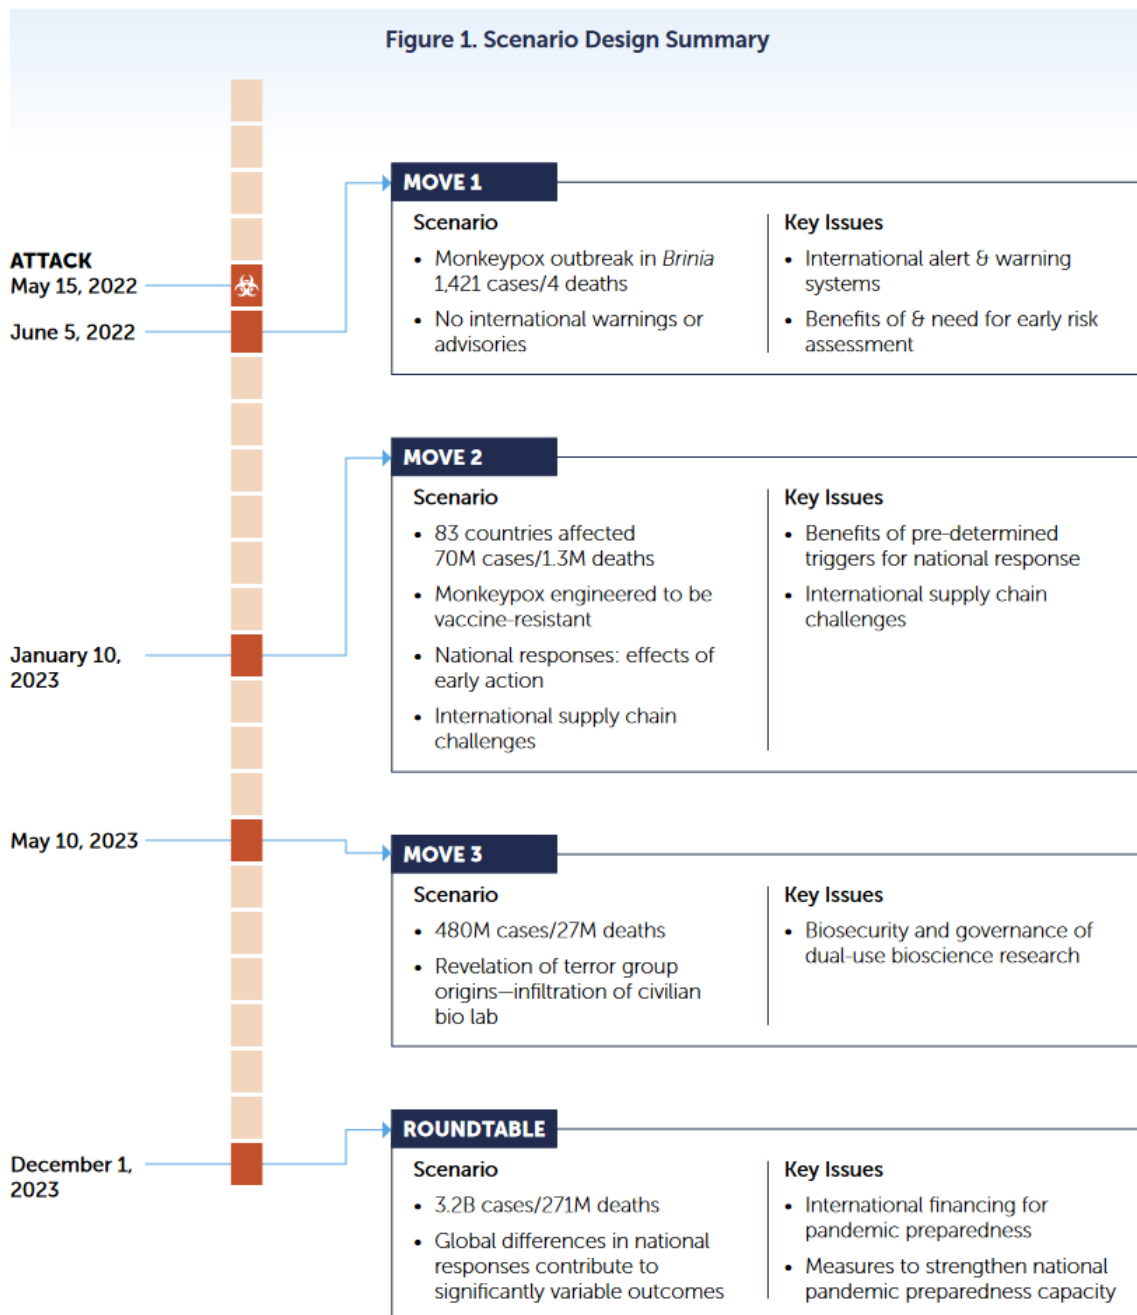 Figure 1. Scenario Design Summary
ATTACK
May 15, 2022
June 5, 2022
MOVE 1
Scenario
• Monkeypox outbreak in Brinia
1,421 cases/4 deaths
• No international warnings or
advisories
Key Issues
• International alert & warning
systems
• Benefits of & need for early risk
assessment
January 10,
2023
MOVE 2
Scenario
• 83 countries affected
70M cases/1.3M deaths
• Monkeypox engineered to be
vaccine-resistant
• National responses: effects of
early action
• International supply chain
challenges
Key Issues
• Benefits of pre-determined
triggers for national response
• International supply chain
challenges
May 10, 2023
MOVE 3
Scenario
• 480M cases/27M deaths
• Revelation of terror group
origins—infiltration of civilian
bio lab
Key Issues
• Biosecurity and governance of
dual-use bioscience research
December 1,
2023
ROUNDTABLE
Scenario
• 3.2B cases/271M deaths
• Global differences in national
responses contribute to
significantly variable outcomes
Key Issues
• International financing for
pandemic preparedness
• Measures to strengthen national
pandemic preparedness capacity